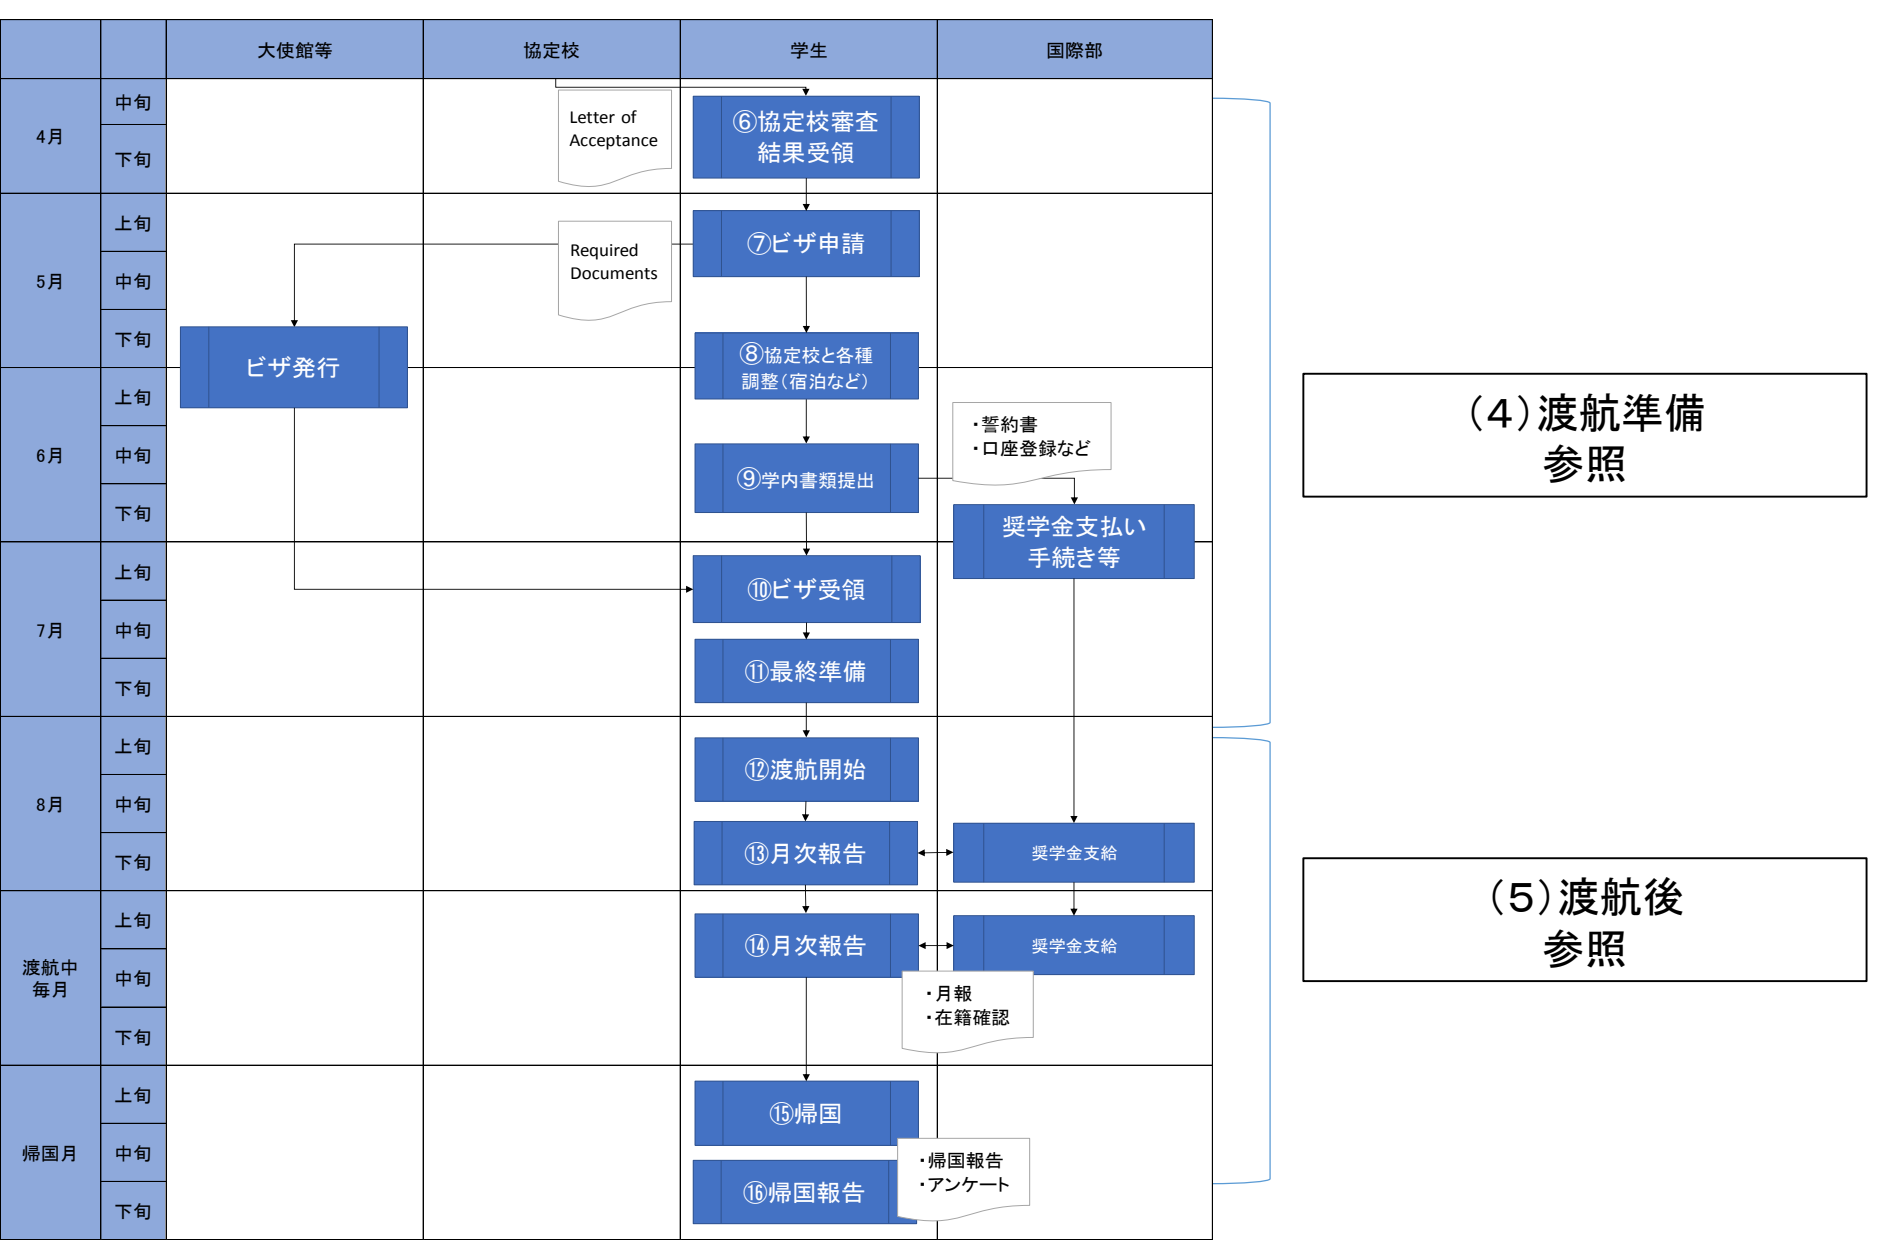 大使館等
協定校
学生
国際部
4月
中旬
下旬
Letter of
Acceptance
⑥協定校審査
結果受領
5月
上旬
中旬
下旬
Required
Documents
⑦ビザ申請
ビザ発行
⑧協定校と各種
調整(宿泊など)
6月
上旬
中旬
下旬
・誓約書
・口座登録など
⑨学内書類提出
奨学金支払い
手続き等
7月
上旬
中旬
下旬
⑩ビザ受領
⑪最終準備
8月
上旬
中旬
下旬
⑫渡航開始
⑬月次報告
奨学金支給
渡航中
毎月
上旬
中旬
下旬
⑭月次報告
奨学金支給
・月報
・在籍確認
帰国月
上旬
中旬
下旬
⑮帰国
⑯帰国報告
・帰国報告
・アンケート
(4)渡航準備
参照
(5)渡航後
参照